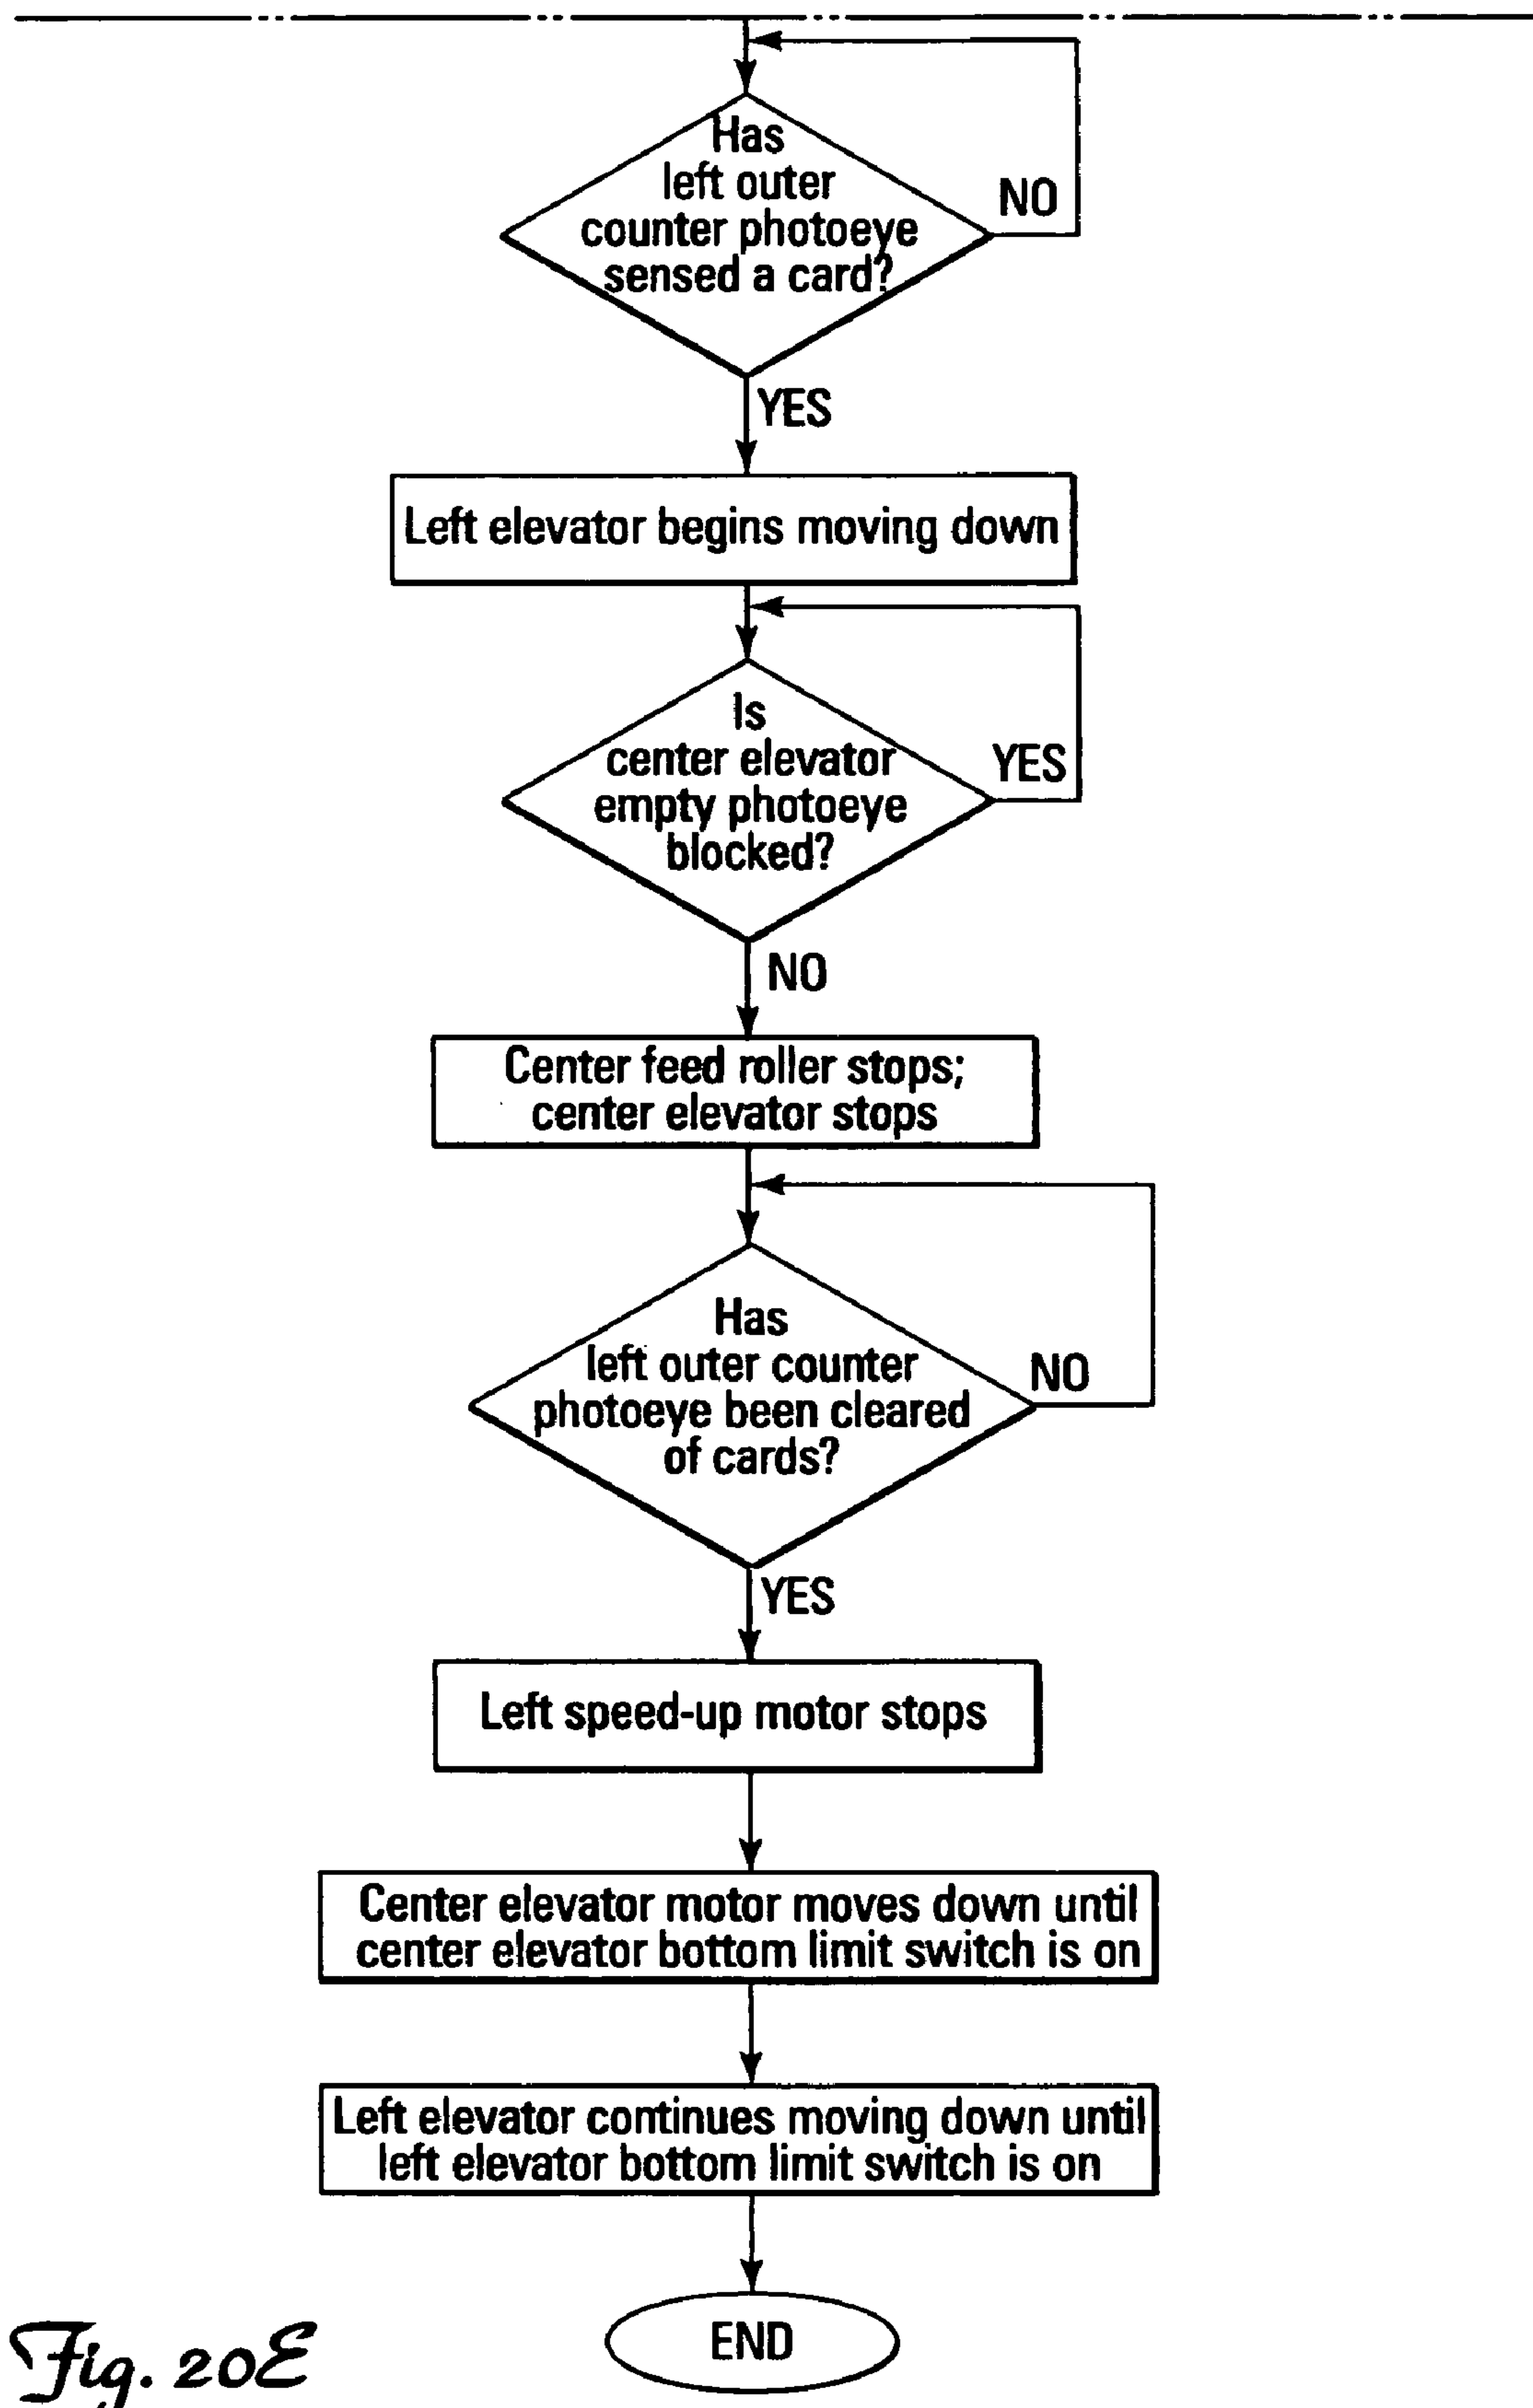 Has
left outer
counter photoeye
sensed a card?
NO
YES
Left elevator begins moving down
Is
center elevator
empty photoeye
blocked?
YES
NO
Center feed roller stops;
center elevator stops
Has
left outer counter
photoeye been cleared
of cards?
NO
YES
Left speed-up motor stops
Center elevator motor moves down until
center elevator bottom limit switch is on
Left elevator continues moving down until
left elevator bottom limit switch is on
END
Fig. 20E